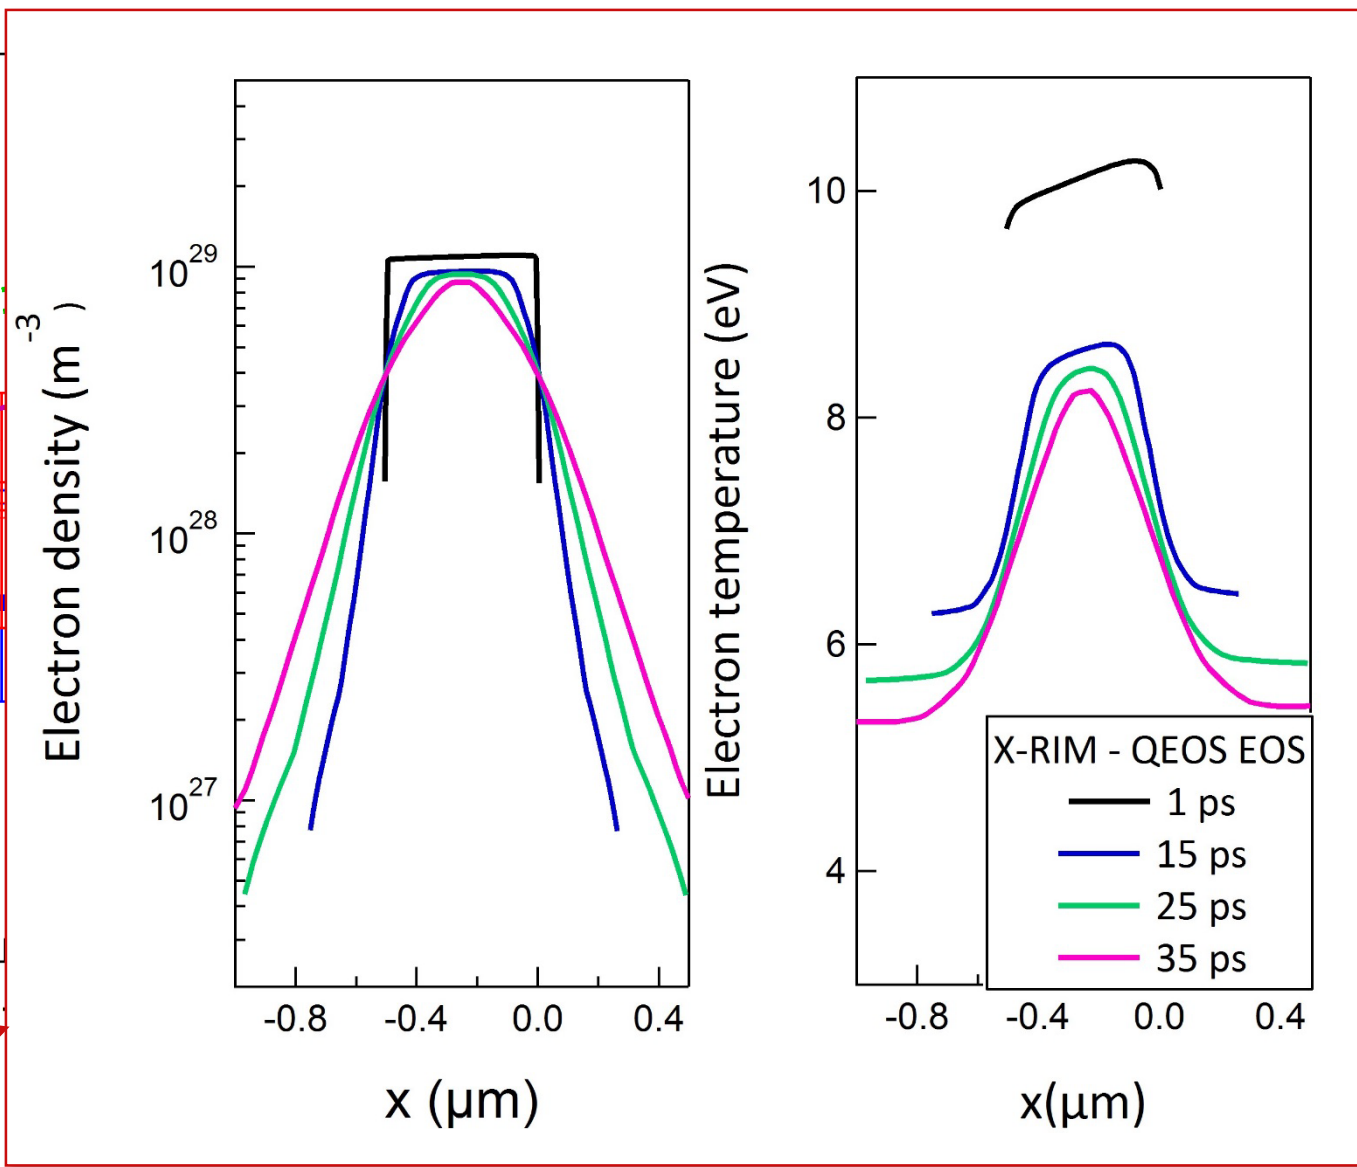 Electron density (m-3)
10^29
10^28
10^27
-0.8 -0.4 0.0 0.4
x (μm)
Electron temperature (eV)
10
8
6
4
-0.8 -0.4 0.0 0.4
x(μm)
X-RIM - QEOS EOS
1 ps
15 ps
25 ps
35 ps